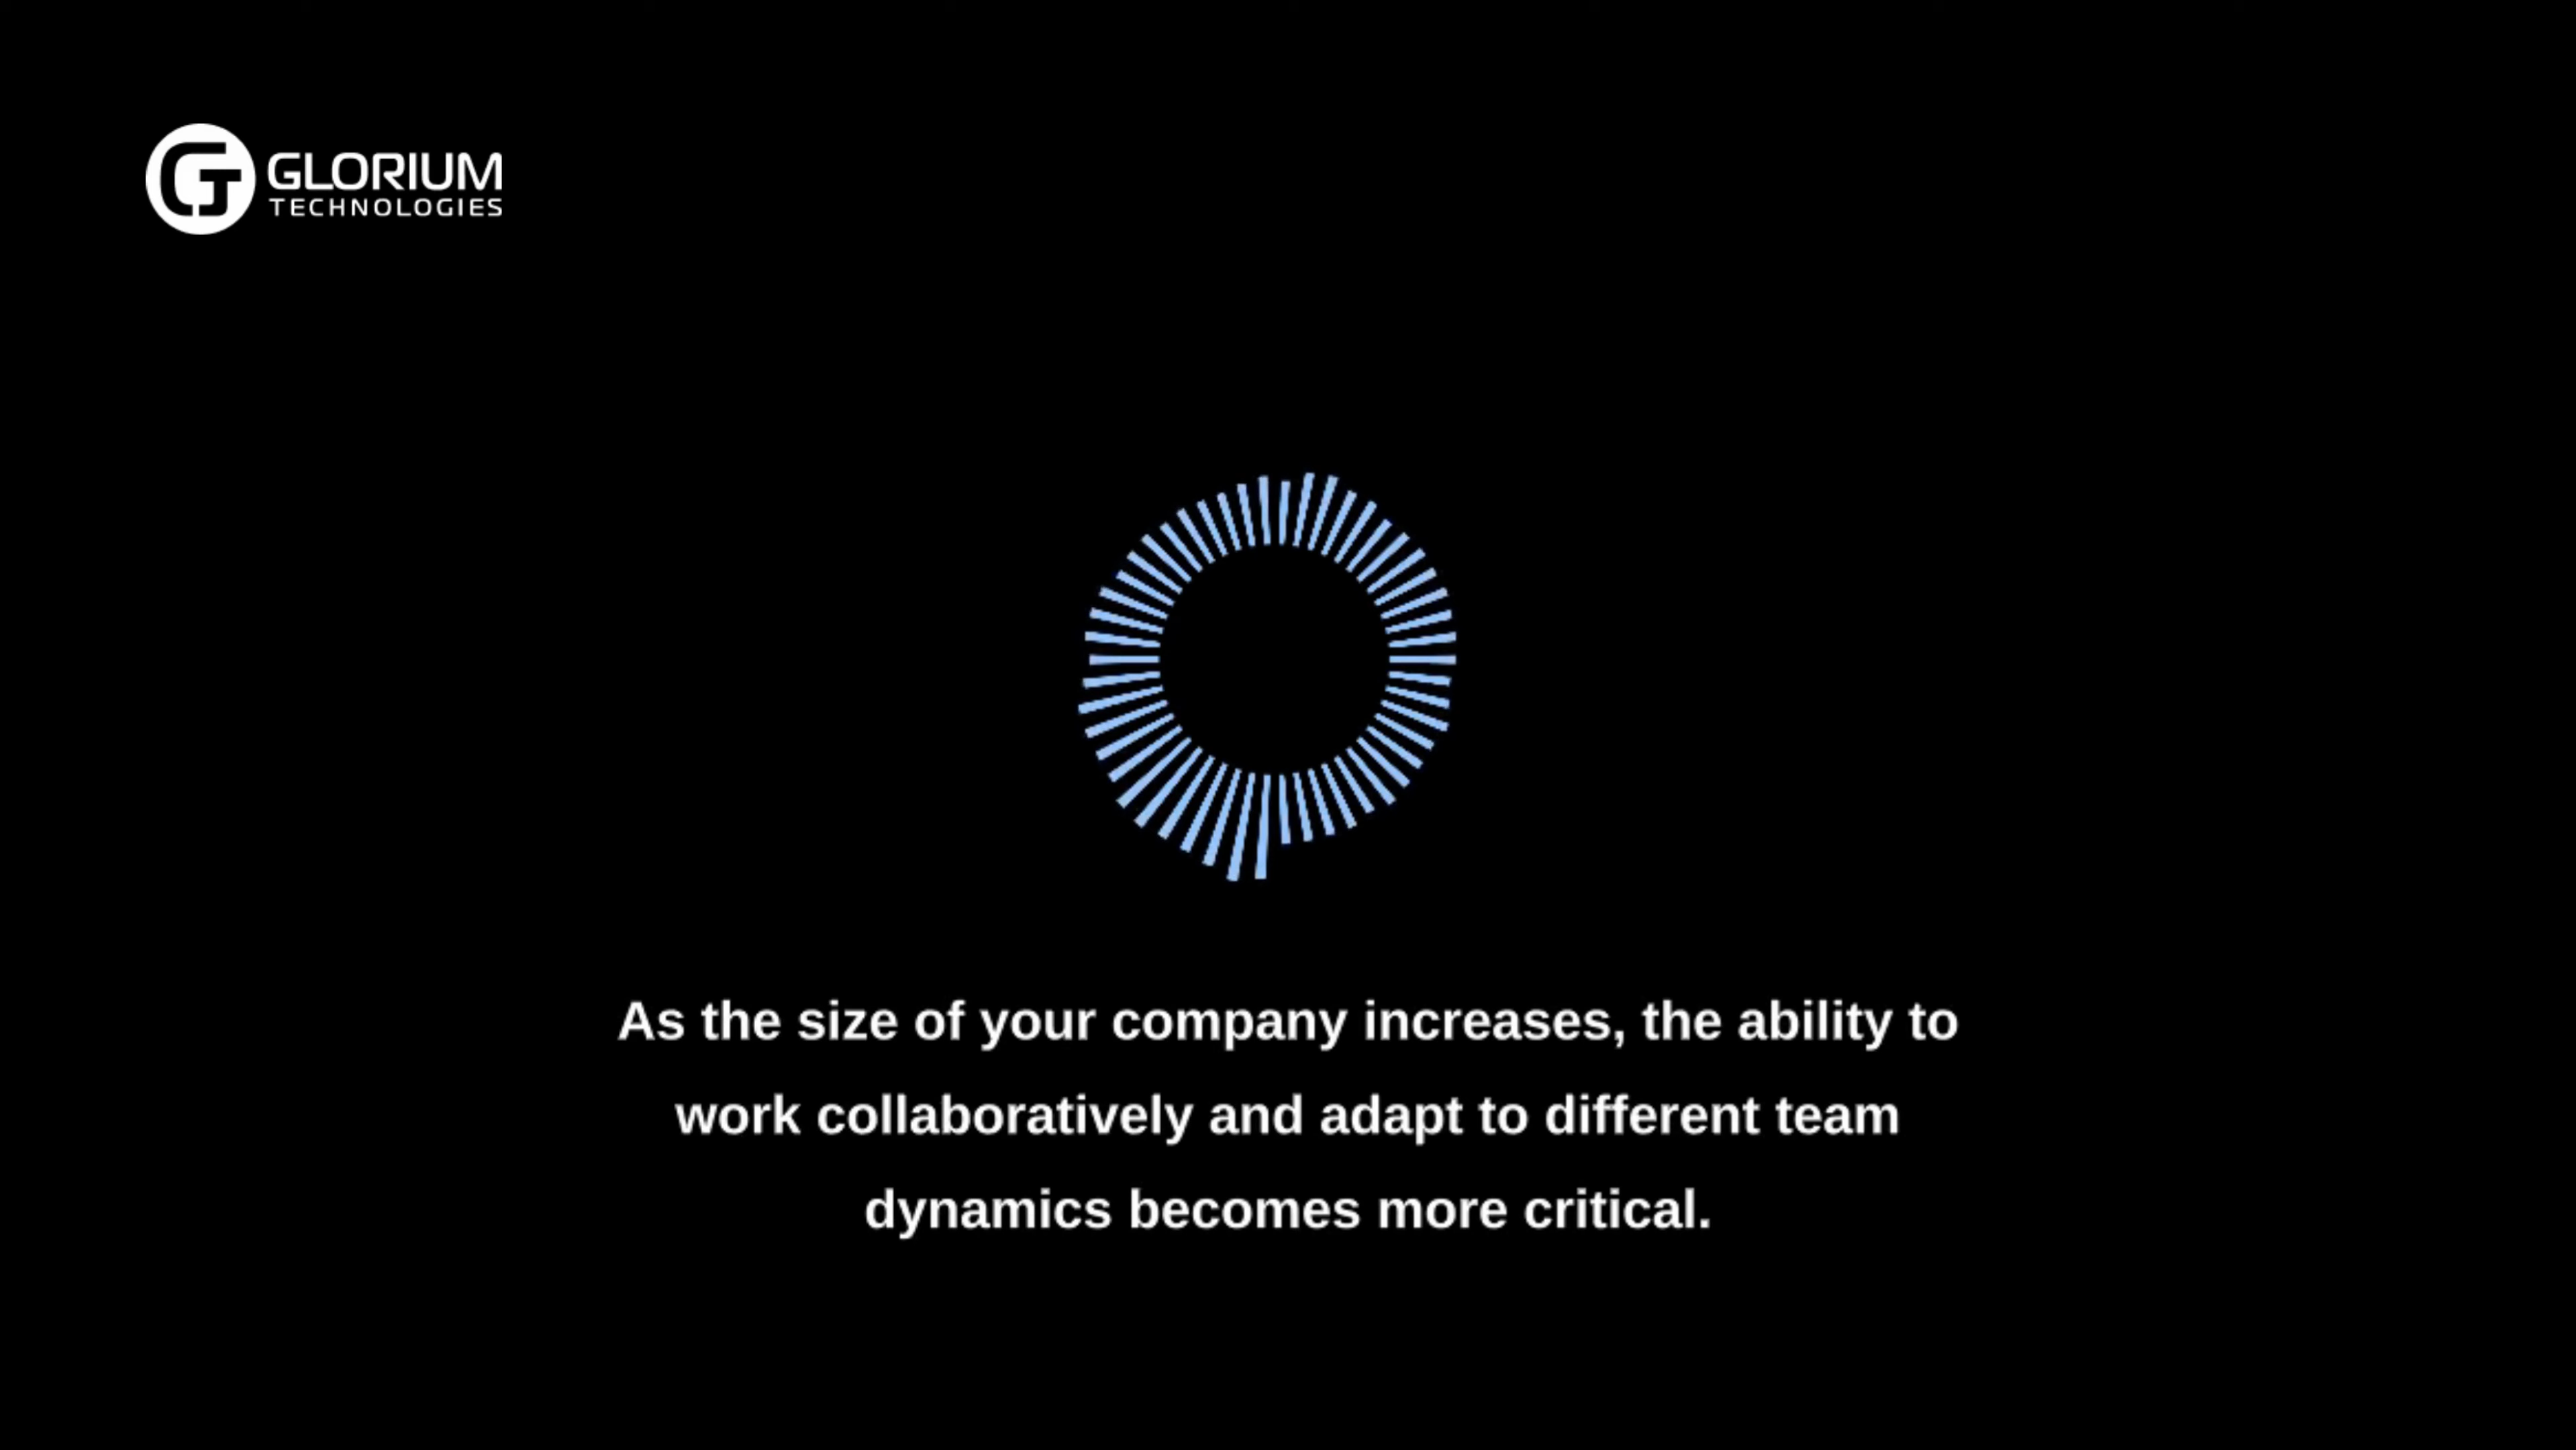 GLORIUM
TECHNOLOGIES
As the size of your company increases, the ability to
work collaboratively and adapt to different team
dynamics becomes more critical.